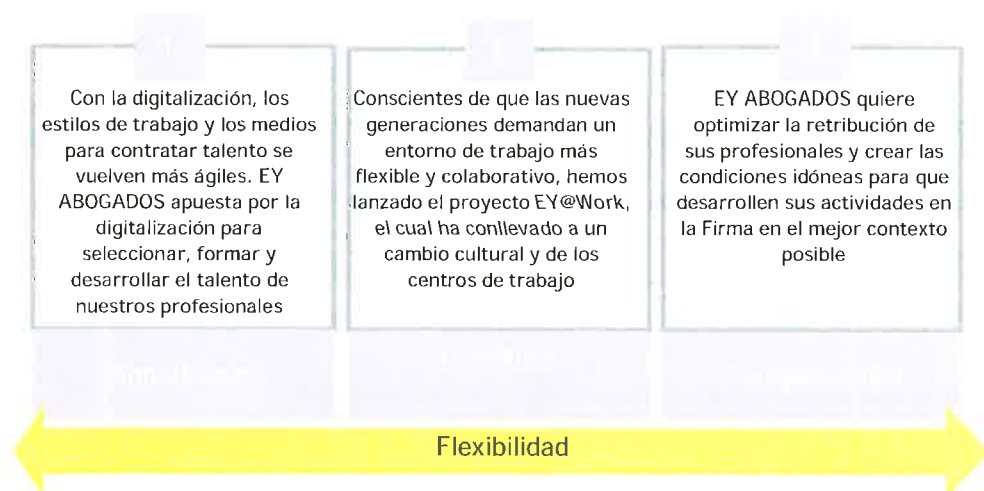 Con la digitalización, los
estilos de trabajo y los medios
para contratar talento se
vuelven más ágiles. EY
ABOGADOS apuesta por la
digitalización para
seleccionar, formar y
desarrollar el talento de
nuestros profesionales
Conscientes de que las nuevas
generaciones demandan un
entorno de trabajo más
flexible y colaborativo, hemos
lanzado el proyecto EY@Work,
el cual ha conllevado a un
cambio cultural y de los
centros de trabajo
EY ABOGADOS quiere
optimizar la retribución de
sus profesionales y crear las
condiciones idóneas para que
desarrollen sus actividades en
la Firma en el mejor contexto
posible
Flexibilidad